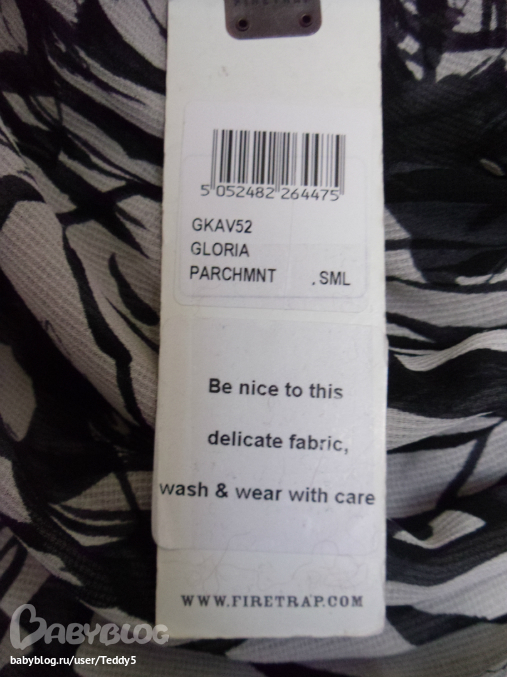 FIRETRAP
5 052482 264475
GKAV52
GLORIA
PARCHMNT , SML
Be nice to this
delicate fabric,
wash & wear with care
WWW.FIRETRAP.COM
BABYBLOG
babyblog.ru/user/Teddy5